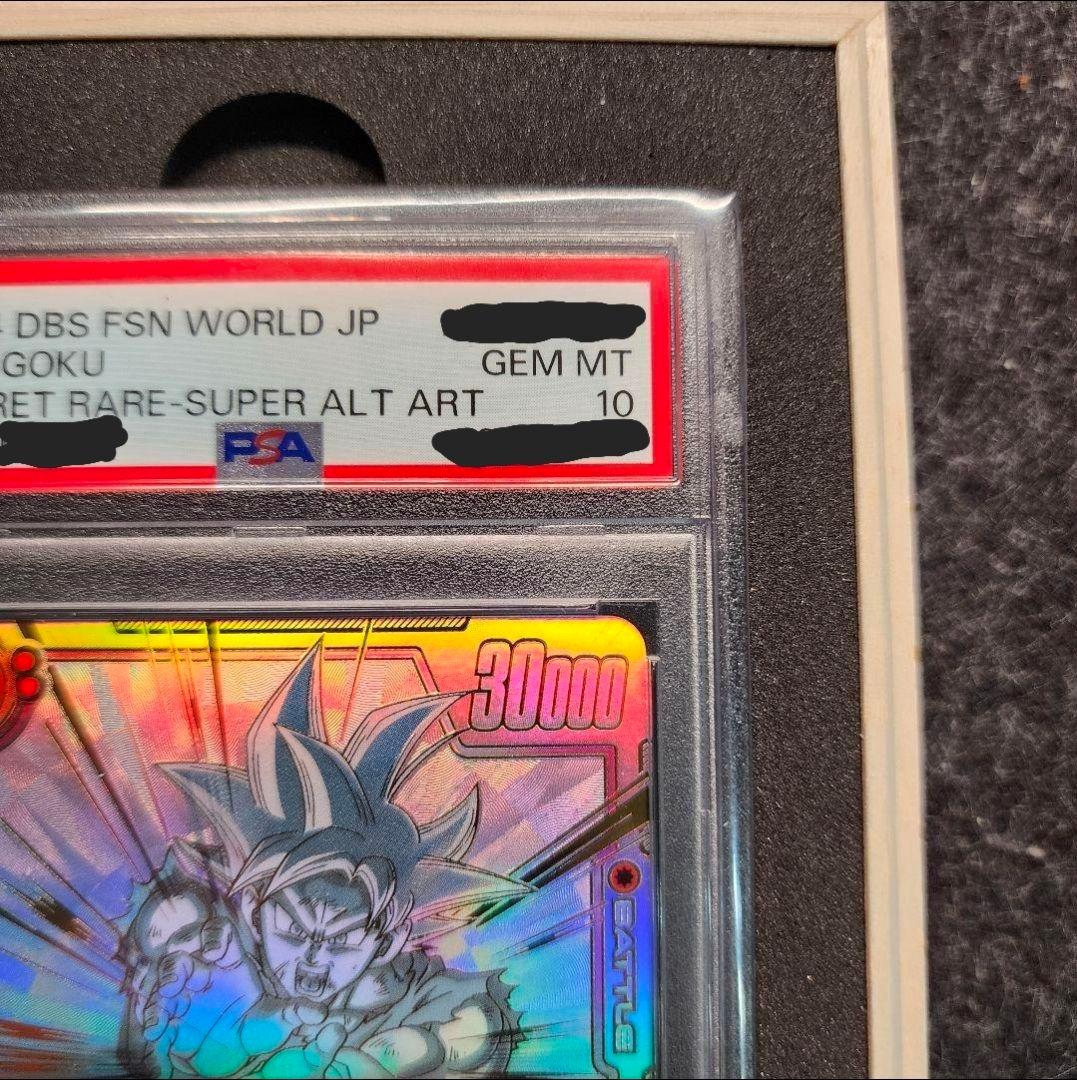 DBS FSN WORLD JP
GOKU GEM MT
RET RARE-SUPER ALT ART 10
PSA
30000
BATTLE